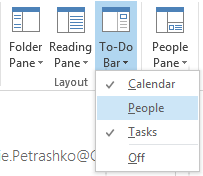 Folder Pane
Reading Pane
To-Do Bar
People Pane
Layout
Calendar
People
Tasks
Off
e.Petrashko@